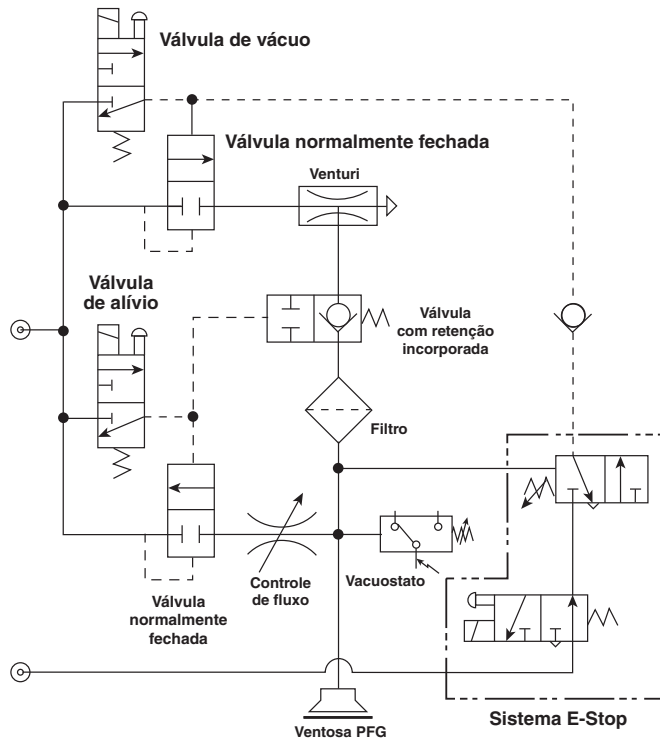 Válvula de vácuo
Válvula normalmente fechada
Venturi
Válvula
de alívio
Válvula
com retenção
incorporada
Filtro
Controle
de fluxo
Vacuostato
Válvula
normalmente
fechada
Ventosa PFG
Sistema E-Stop